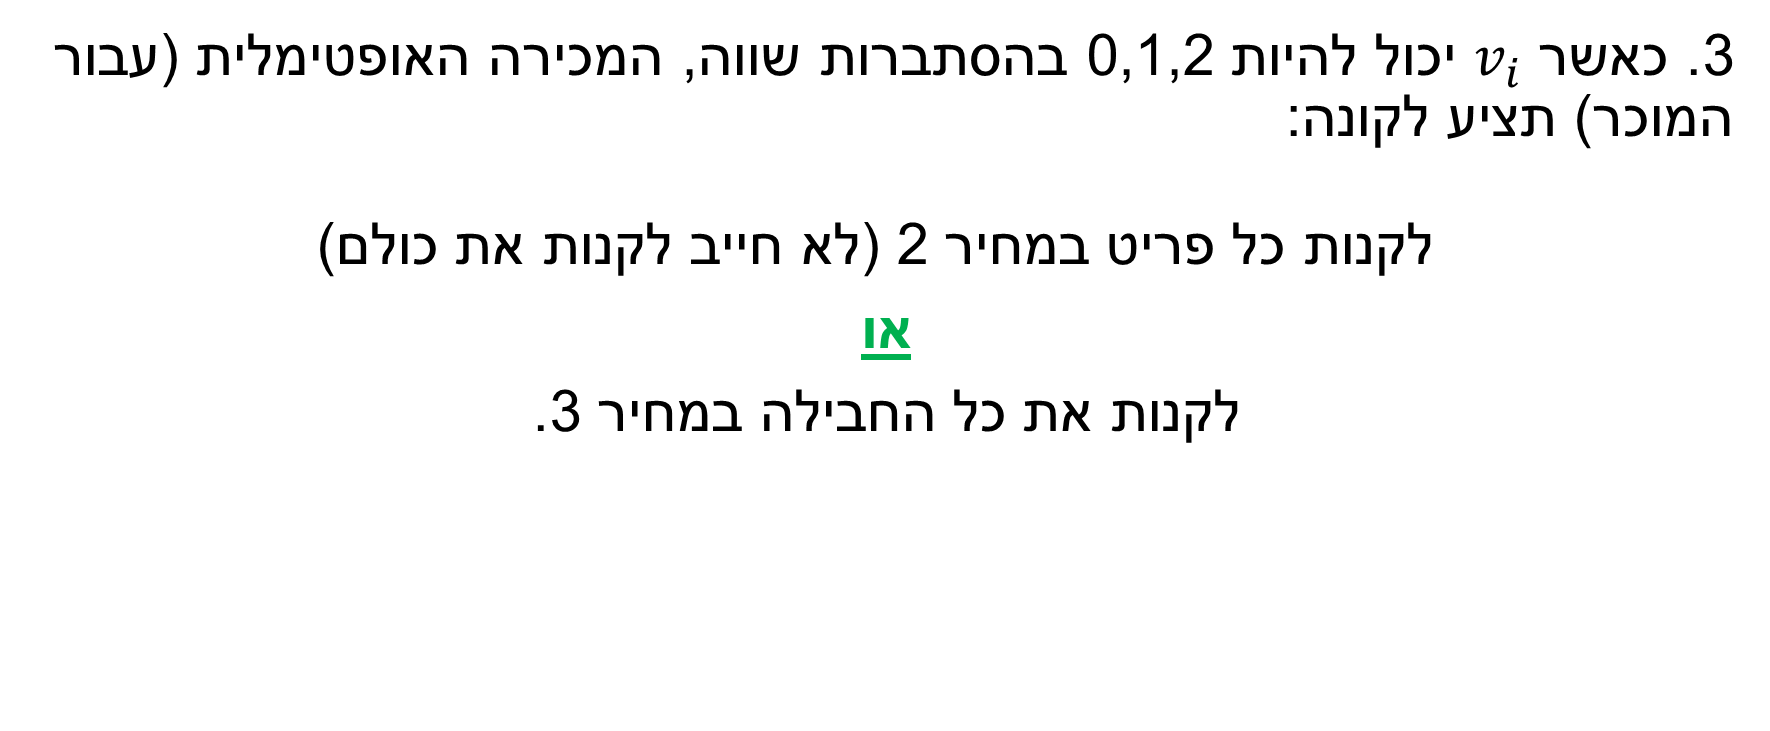 3. כאשר v_i יכול להיות 0,1,2 בהסתברות שווה, המכירה האופטימלית (עבור
המוכר) תציע לקונה:
לקנות כל פריט במחיר 2 (לא חייב לקנות את כולם)
או
לקנות את כל החבילה במחיר 3.